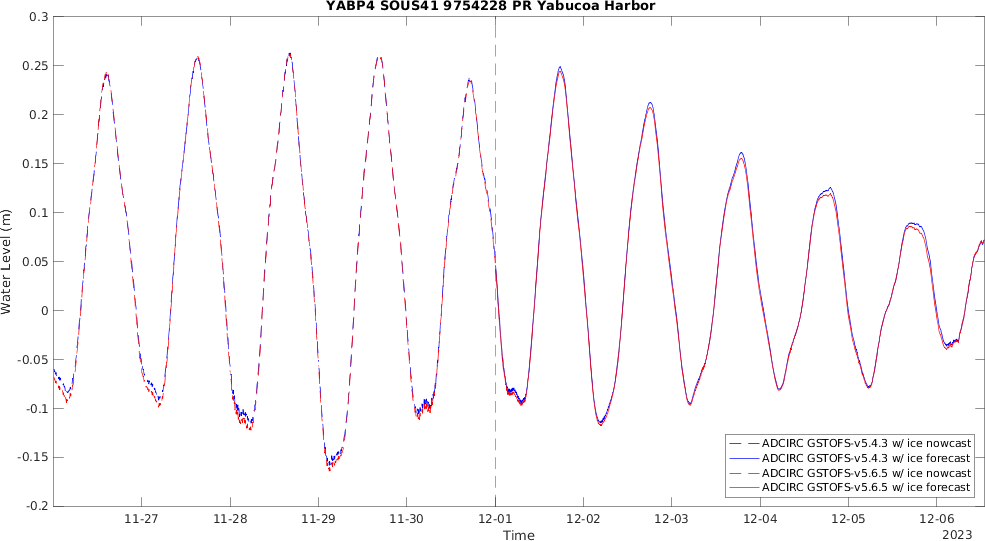 YABP4 SOUS41 9754228 PR Yabucoa Harbor
0.3
0.25
0.2
0.15
0.1
0.05
0
-0.05
-0.1
-0.15
-0.2
Water Level (m)
11-27 11-28 11-29 11-30 12-01 12-02 12-03 12-04 12-05 12-06
Time
2023
ADCIRC GSTOFS-v5.4.3 w/ ice nowcast
ADCIRC GSTOFS-v5.4.3 w/ ice forecast
ADCIRC GSTOFS-v5.6.5 w/ ice nowcast
ADCIRC GSTOFS-v5.6.5 w/ ice forecast